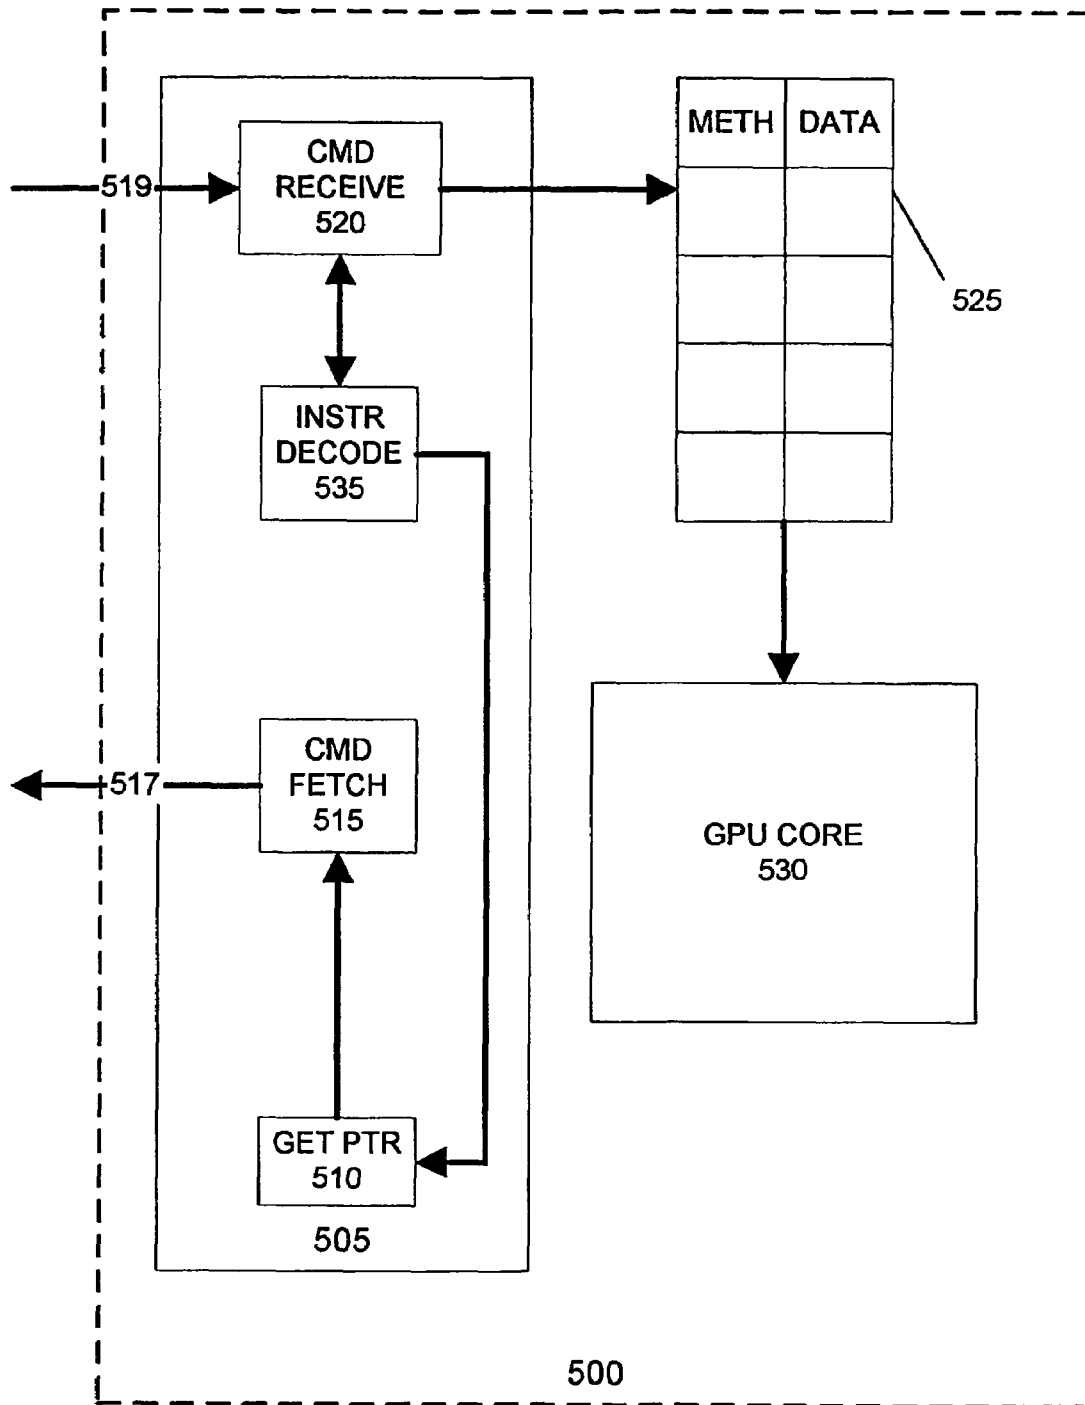 METH DATA
519
CMD
RECEIVE
520
525
INSTR
DECODE
535
CMD
FETCH
515
517
GPU CORE
530
GET PTR
510
505
500